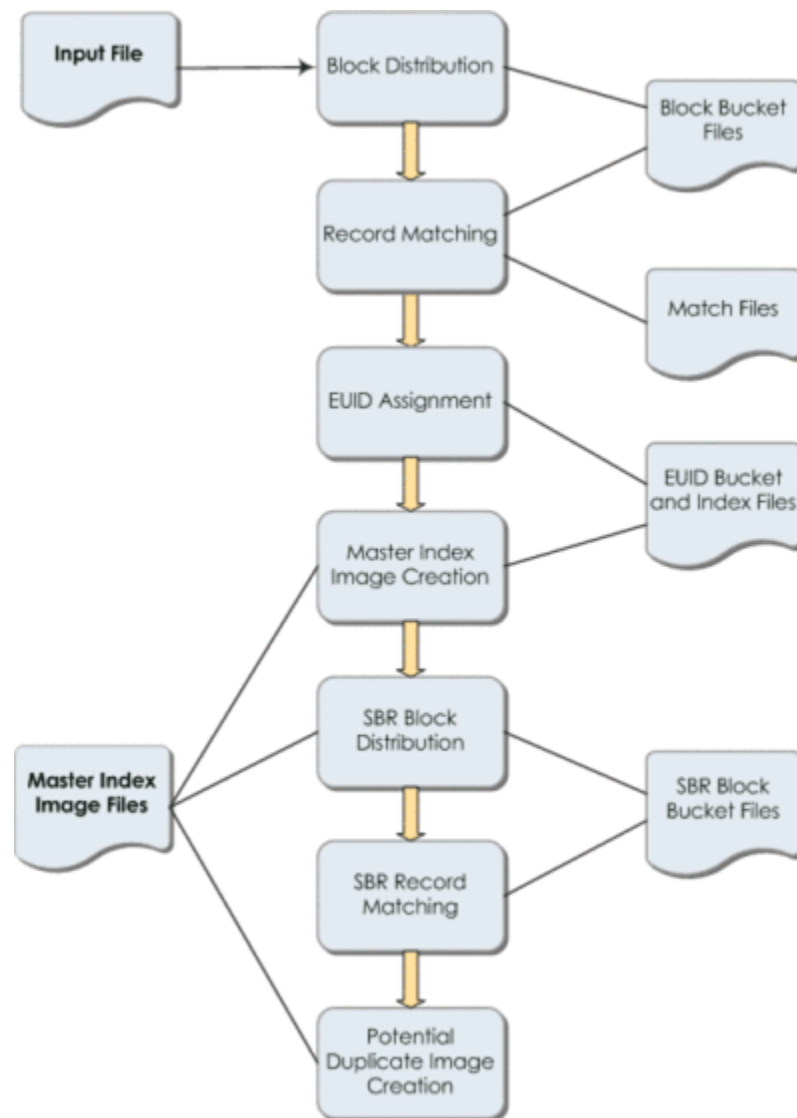 Input File
Block Distribution
Block Bucket
Files
Record Matching
Match Files
EUID Assignment
EUID Bucket
and Index Files
Master Index
Image Creation
SBR Block
Distribution
Master Index
Image Files
SBR Block
Bucket Files
SBR Record
Matching
Potential
Duplicate Image
Creation